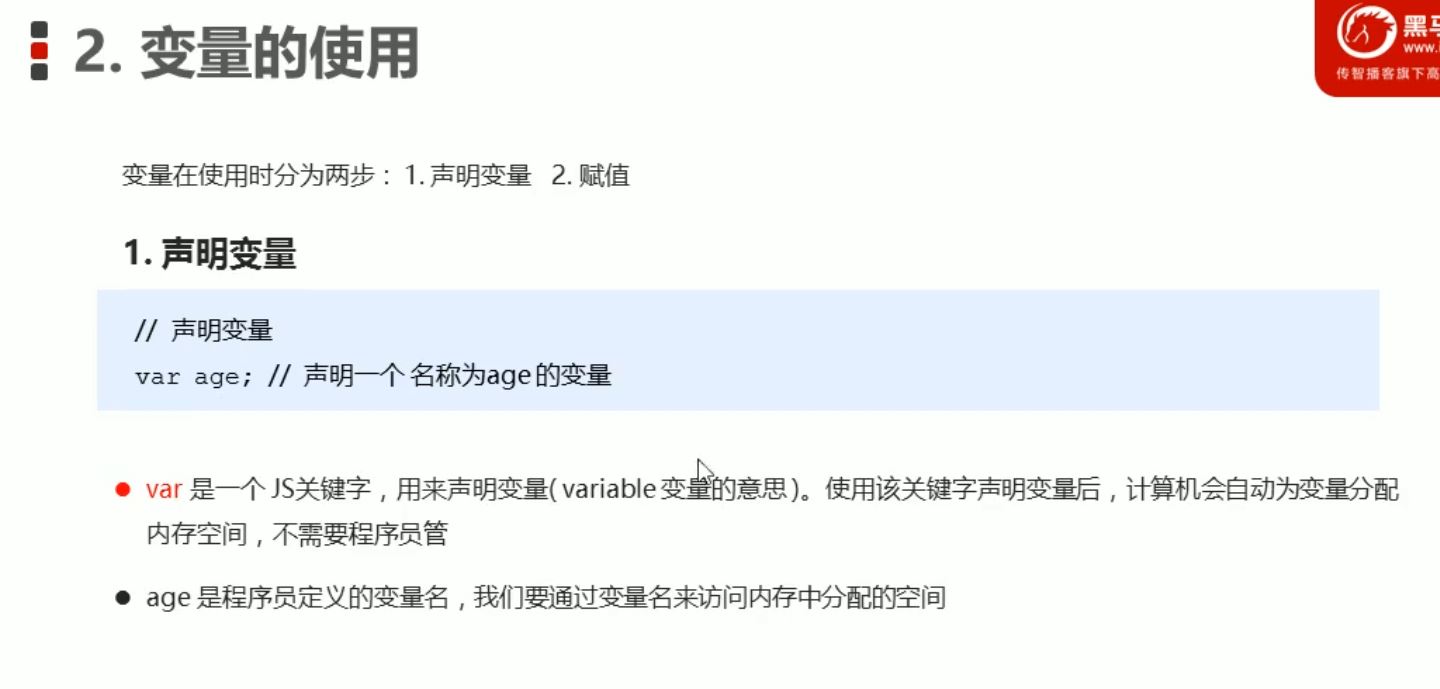 2. 变量的使用
黑马
www.i
传智播客旗下高
变量在使用时分为两步：1. 声明变量 2. 赋值
1. 声明变量
// 声明变量
var age; // 声明一个 名称为age 的变量
var 是一个 JS关键字，用来声明变量( variable 变量的意思 )。使用该关键字声明变量后，计算机会自动为变量分配
内存空间，不需要程序员管
age 是程序员定义的变量名，我们要通过变量名来访问内存中分配的空间